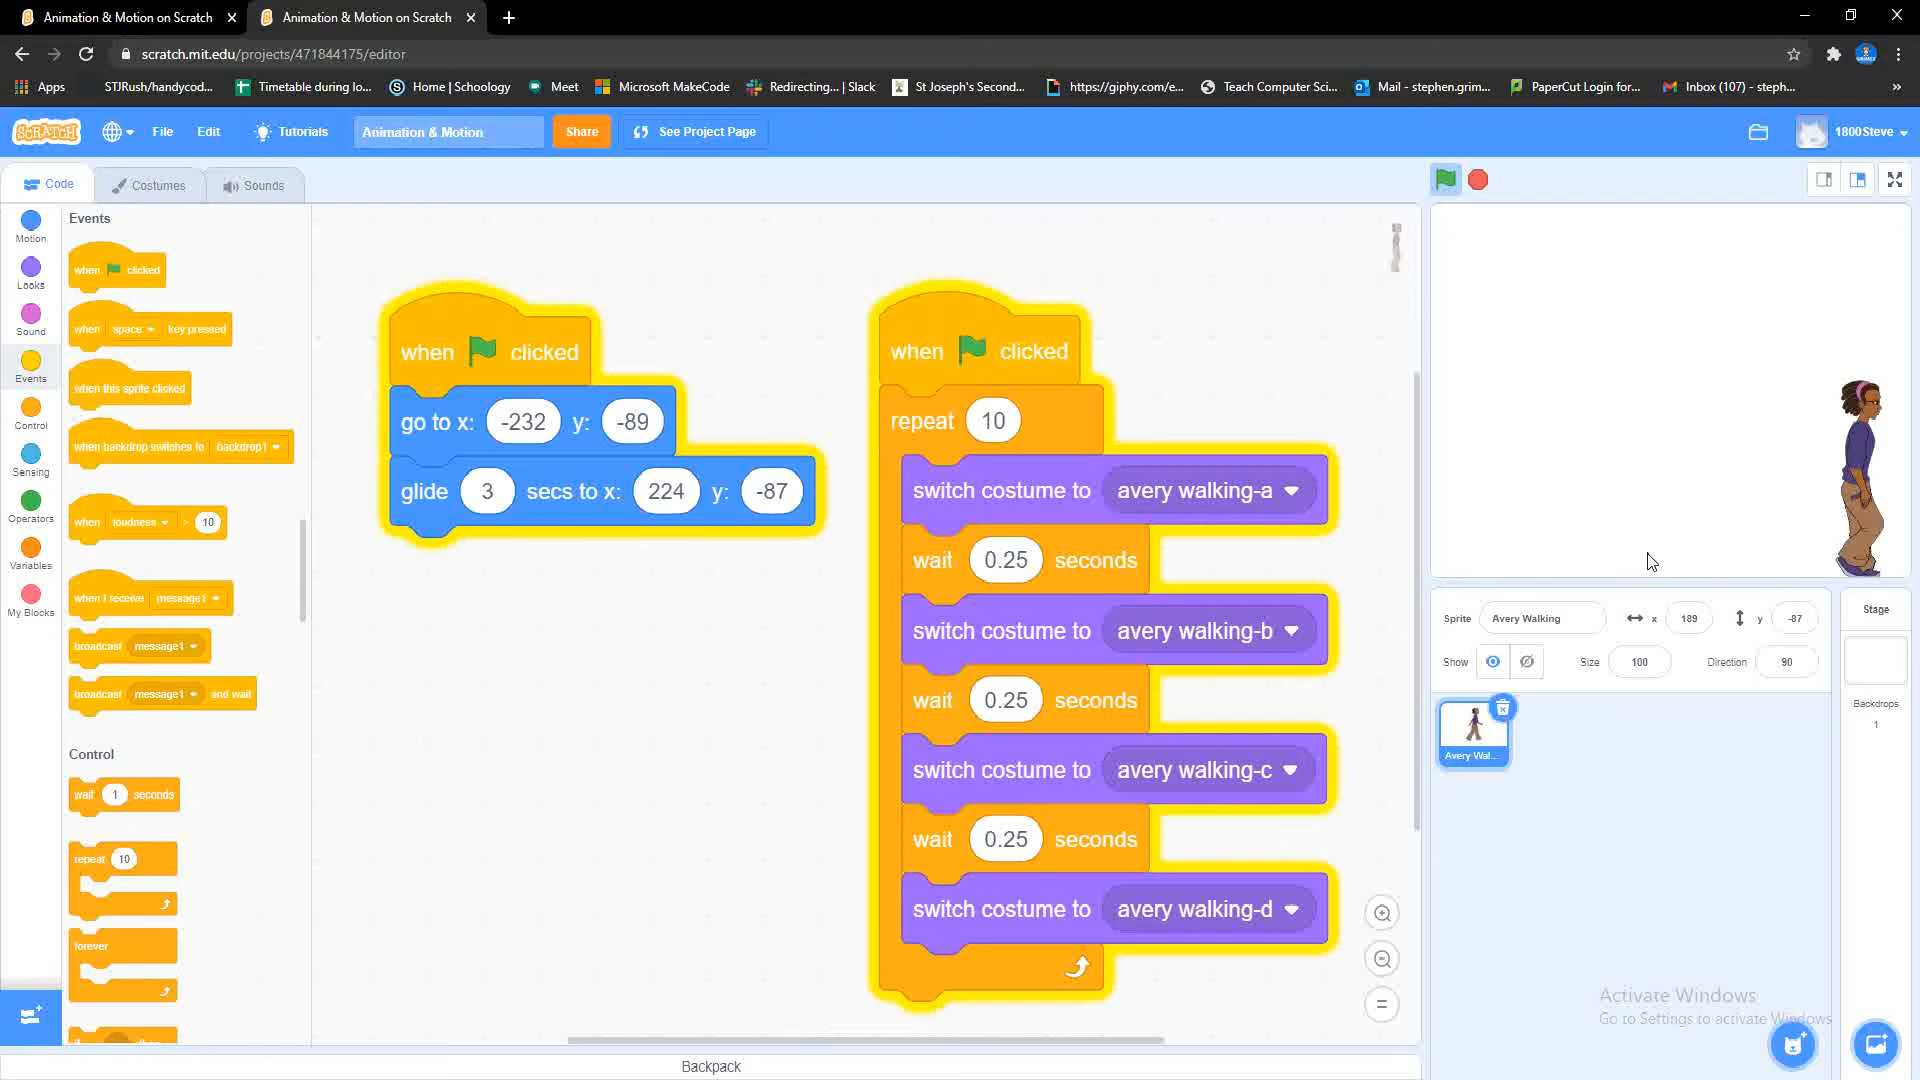 Animation & Motion on Scratch
Animation & Motion on Scratch
scratch.mit.edu/projects/471844175/editor
Apps
STJRush/handycod...
Timetable during lo...
Home | Schoology
Meet
Microsoft MakeCode
Redirecting... | Slack
St Joseph's Second...
https://giphy.com/e...
Teach Computer Sci...
Mail - stephen.grim...
PaperCut Login for...
Inbox (107) - steph...
SCRATCH
File
Edit
Tutorials
Animation & Motion
Share
See Project Page
1800Steve
Code
Costumes
Sounds
Motion
Looks
Sound
Events
Control
Sensing
Operators
Variables
My Blocks
Events
when clicked
when space key pressed
when this sprite clicked
when backdrop switches to backdrop1
when loudness > 10
when I receive message1
broadcast message1
broadcast message1 and wait
Control
wait 1 seconds
repeat 10
forever
when clicked
go to x: -232 y: -89
glide 3 secs to x: 224 y: -87
when clicked
repeat 10
switch costume to avery walking-a
wait 0.25 seconds
switch costume to avery walking-b
wait 0.25 seconds
switch costume to avery walking-c
wait 0.25 seconds
switch costume to avery walking-d
Backpack
Sprite Avery Walking x 189 y -87
Show Size 100 Direction 90
Avery Wal...
Stage
Backdrops
1
Activate Windows
Go to Settings to activate Windows